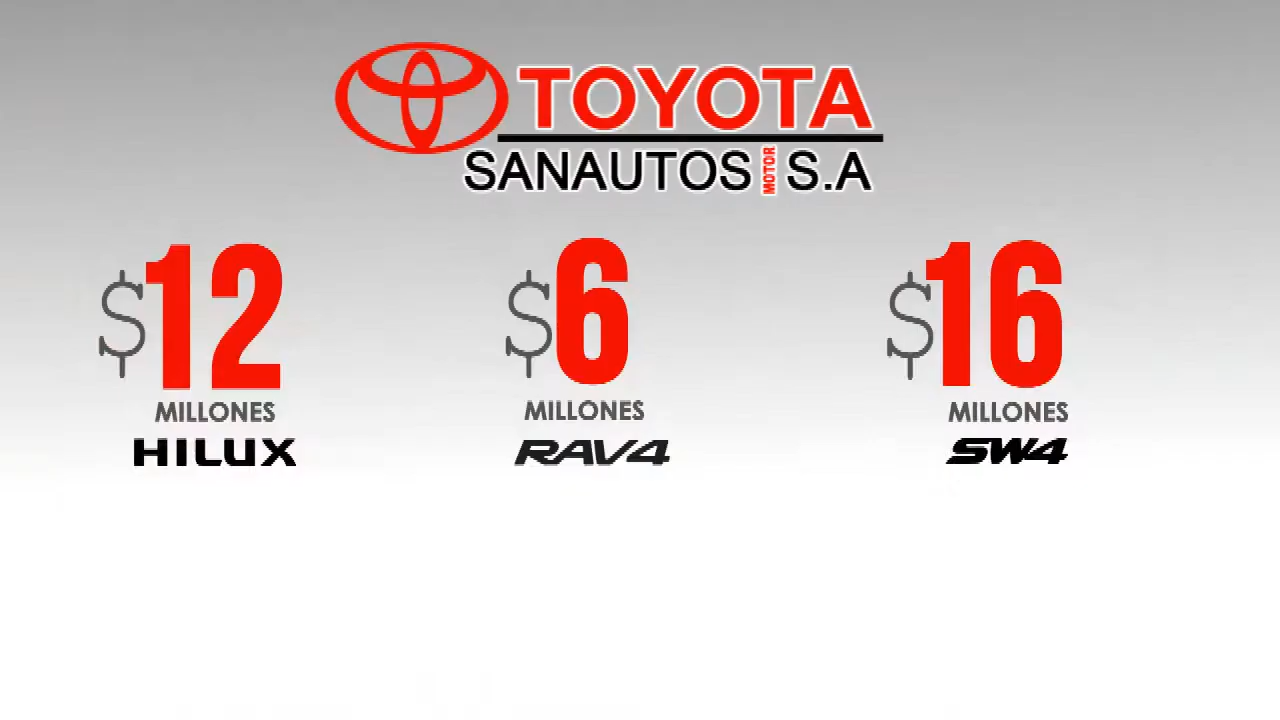 TOYOTA
SANAUTOS MOTOR S.A
$12
MILLONES
HILUX
$6
MILLONES
RAV4
$16
MILLONES
SW4